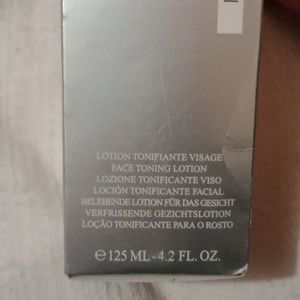 LOTION TONIFIANTE VISAGE
FACE TONING LOTION
LOZIONE TONIFICANTE VISO
LOCIÓN TONIFICANTE FACIAL
BELEBENDE LOTION FÜR DAS GESICHT
VERFRISSENDE GEZICHTSLOTION
LOÇÃO TONIFICANTE PARA O ROSTO
℮ 125 ML - 4.2 FL. OZ.